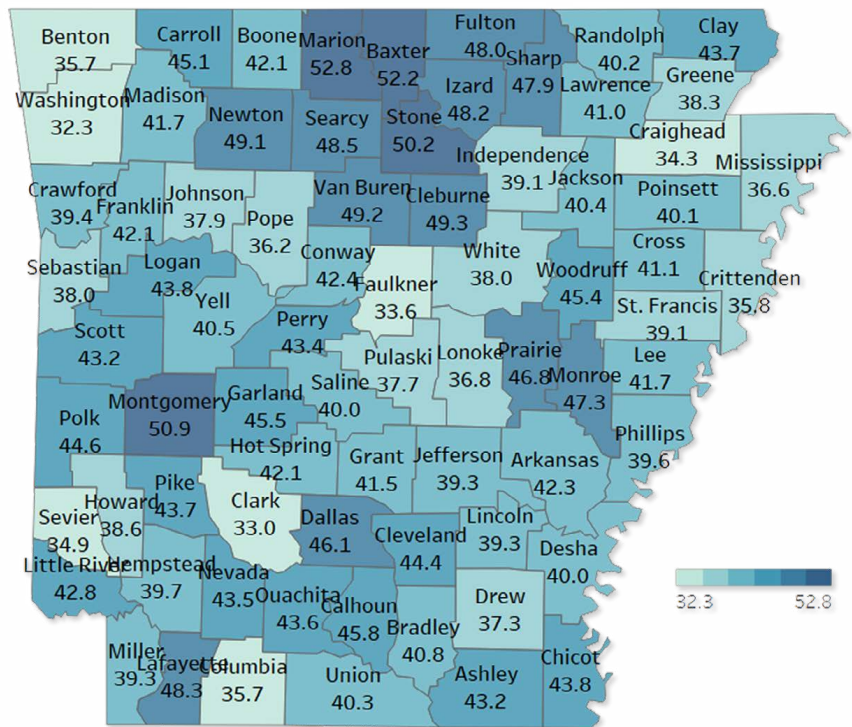 Benton
35.7
Carroll
45.1
Boone
42.1
Marion
52.8
Baxter
52.2
Fulton
48.0
Sharp
47.9
Randolph
40.2
Clay
43.7
Greene
38.3
Washington
32.3
Madison
41.7
Newton
49.1
Searcy
48.5
Stone
50.2
Izard
48.2
Lawrence
41.0
Craighead
34.3
Mississippi
36.6
Independence
39.1
Jackson
40.4
Poinsett
40.1
Crawford
39.4
Franklin
42.1
Johnson
37.9
Pope
36.2
Van Buren
49.2
Cleburne
49.3
Conway
42.4
White
38.0
Woodruff
45.4
Cross
41.1
Crittenden
35.8
Sebastian
38.0
Logan
43.8
Yell
40.5
Faulkner
33.6
St. Francis
39.1
Scott
43.2
Perry
43.4
Pulaski
37.7
Lonoke
36.8
Prairie
46.8
Monroe
47.3
Lee
41.7
Polk
44.6
Montgomery
50.9
Garland
45.5
Saline
40.0
Phillips
39.6
Hot Spring
42.1
Grant
41.5
Jefferson
39.3
Arkansas
42.3
Sevier
34.9
Howard
38.6
Pike
43.7
Clark
33.0
Dallas
46.1
Cleveland
44.4
Lincoln
39.3
Desha
40.0
Little River
42.8
Hempstead
39.7
Nevada
43.5
Ouachita
43.6
Calhoun
45.8
Bradley
40.8
Drew
37.3
Miller
39.3
Lafayette
48.3
Columbia
35.7
Union
40.3
Ashley
43.2
Chicot
43.8
32.3 52.8